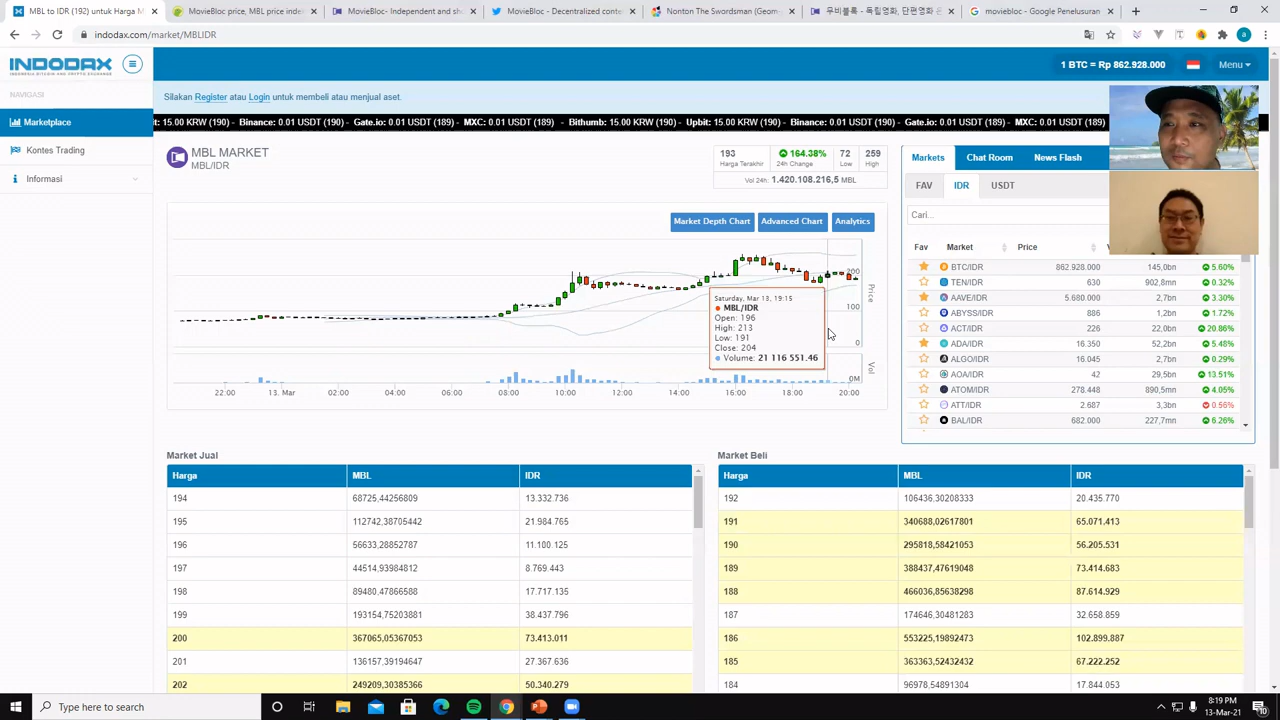 MBL to IDR (192) untuk Harga M
MovieBloc, MBL price index
MovieBloc- Independent and sh
MovieBloc - Decentralized conte
Nonton The Swordsman (Geomg
무비블록 - 독립영화, 단편영화 온
moviebloc - Google Penelusuran
indodax.com/market/MBLIDR
INDODAX
INDONESIA BITCOIN AND CRYPTO EXCHANGE
1 BTC = Rp 862.928.000
Menu
NAVIGASI
Silakan Register atau Login untuk membeli atau menjual aset.
Marketplace
Kontes Trading
Informasi
t: 15.00 KRW (190) - Binance: 0.01 USDT (190) - Gate.io: 0.01 USDT (189) - MXC: 0.01 USDT (189) - Bithumb: 15.00 KRW (190) - Upbit: 15.00 KRW (190) - Binance: 0.01 USDT (190) - Gate.io: 0.01 USDT (189) - MXC: 0.01 USDT (189)
MBL MARKET
MBL/IDR
193 164.38% 72 259
Harga Terakhir 24h Change Low High
Vol 24h: 1.420.108.216,5 MBL
Markets Chat Room News Flash
FAV IDR USDT
Cari...
Market Depth Chart Advanced Chart Analytics
200
100
0
Price
0M
Vol
Saturday, Mar 13, 19:15
MBL/IDR
Open: 196
High: 213
Low: 191
Close: 204
Volume: 21 116 551.46
22:00 13. Mar 02:00 04:00 06:00 08:00 10:00 12:00 14:00 16:00 18:00 20:00
Fav Market Price V
BTC/IDR 862.928.000 145,0bn 5.60%
TEN/IDR 630 902,8mn 0.32%
AAVE/IDR 5.680.000 2,7bn 3.30%
ABYSS/IDR 886 1,2bn 1.72%
ACT/IDR 226 22,0bn 20.86%
ADA/IDR 16.350 52,2bn 5.48%
ALGO/IDR 16.045 2,7bn 0.29%
AOA/IDR 42 29,5bn 13.51%
ATOM/IDR 278.448 890,5mn 4.05%
ATT/IDR 2.687 3,3bn 0.56%
BAL/IDR 682.000 227,7mn 6.26%
Market Jual
Harga MBL IDR
194 68725,44256809 13.332.736
195 112742,38705442 21.984.765
196 56633,28852787 11.100.125
197 44514,93984812 8.769.443
198 89480,47866588 17.717.135
199 193154,75203881 38.437.796
200 367065,05367053 73.413.011
201 136157,39194647 27.367.636
202 249209,30385366 50.340.279
Market Beli
Harga MBL IDR
192 106436,30208333 20.435.770
191 340688,02617801 65.071.413
190 295818,58421053 56.205.531
189 388437,47619048 73.414.683
188 466036,85638298 87.614.929
187 174646,30481283 32.658.859
186 553225,19892473 102.899.887
185 363363,52432432 67.222.252
184 96978,54891304 17.844.053
Type here to search
8:19 PM
13-Mar-21
10